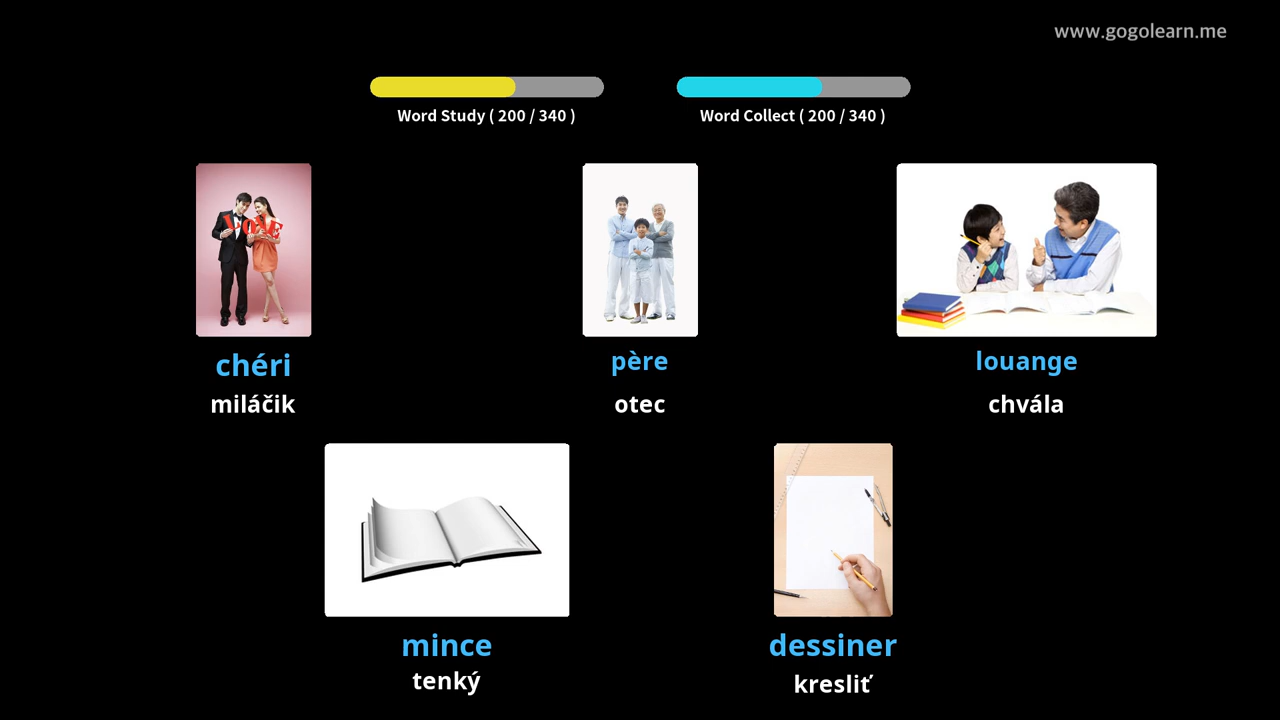 www.gogolearn.me
Word Study ( 200 / 340 )
Word Collect ( 200 / 340 )
LOVE
chéri
miláčik
père
otec
louange
chvála
mince
tenký
dessiner
kresliť